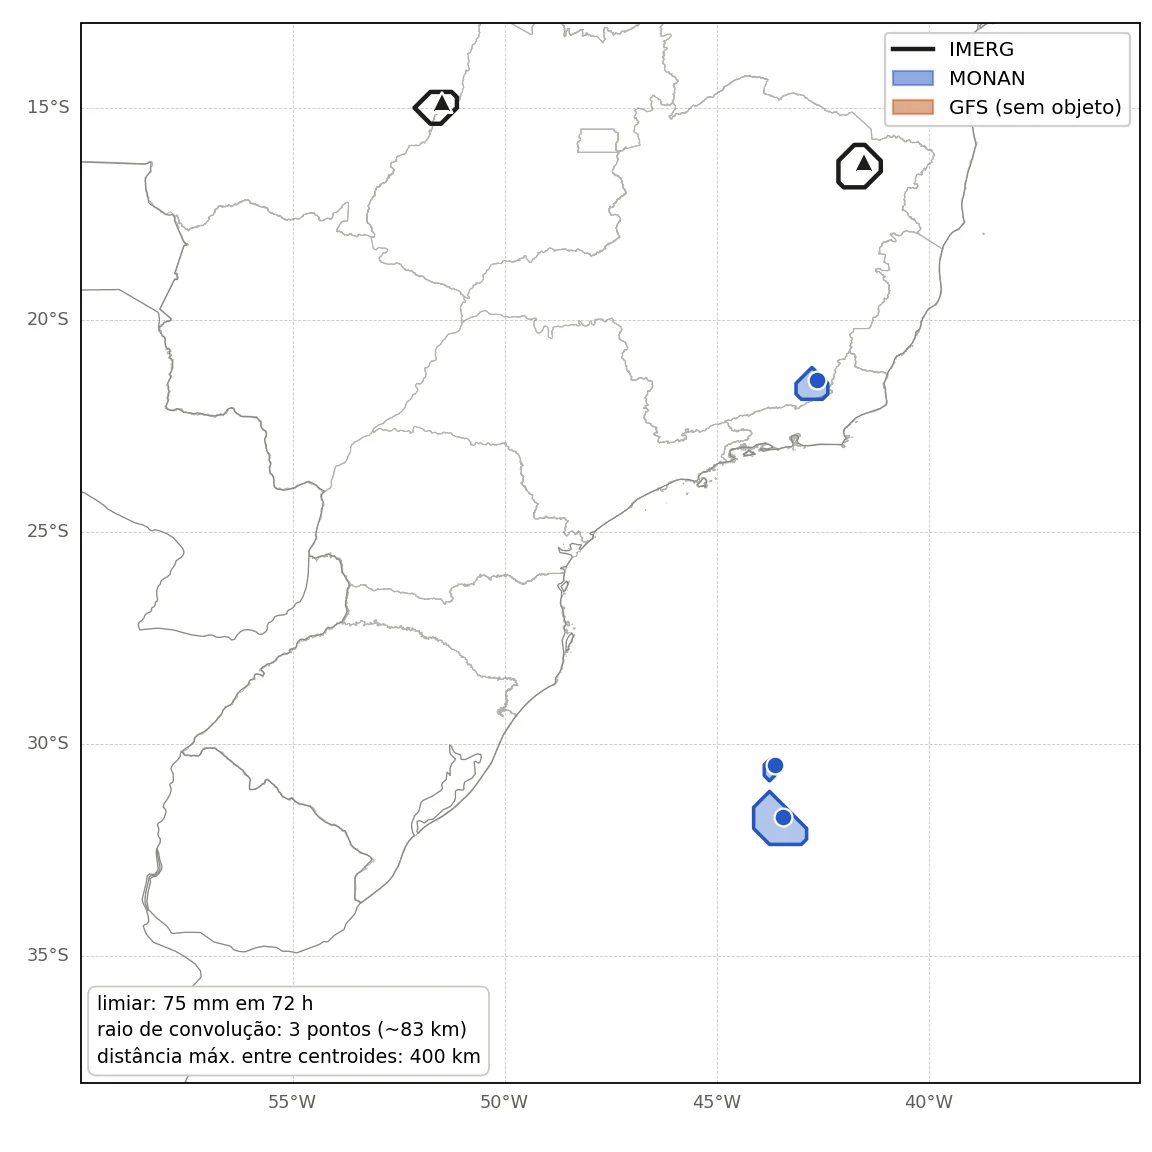 IMERG
MONAN
GFS (sem objeto)
15°S
20°S
25°S
30°S
35°S
limiar: 75 mm em 72 h
raio de convolução: 3 pontos (~83 km)
distância máx. entre centroides: 400 km
55°W
50°W
45°W
40°W